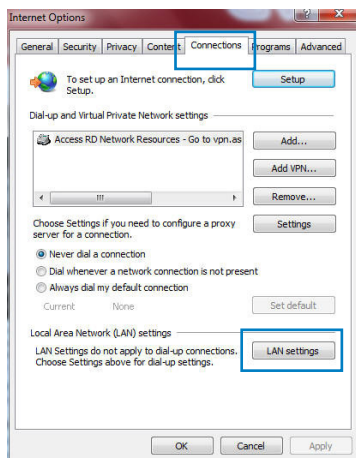 Internet Options
General Security Privacy Content Connections Programs Advanced
To set up an Internet connection, click Setup.
Setup
Dial-up and Virtual Private Network settings
Access RD Network Resources - Go to vpn.as
Add...
Add VPN...
Remove...
Choose Settings if you need to configure a proxy
server for a connection.
Settings
Never dial a connection
Dial whenever a network connection is not present
Always dial my default connection
Current None
Set default
Local Area Network (LAN) settings
LAN Settings do not apply to dial-up connections.
Choose Settings above for dial-up settings.
LAN settings
OK Cancel Apply